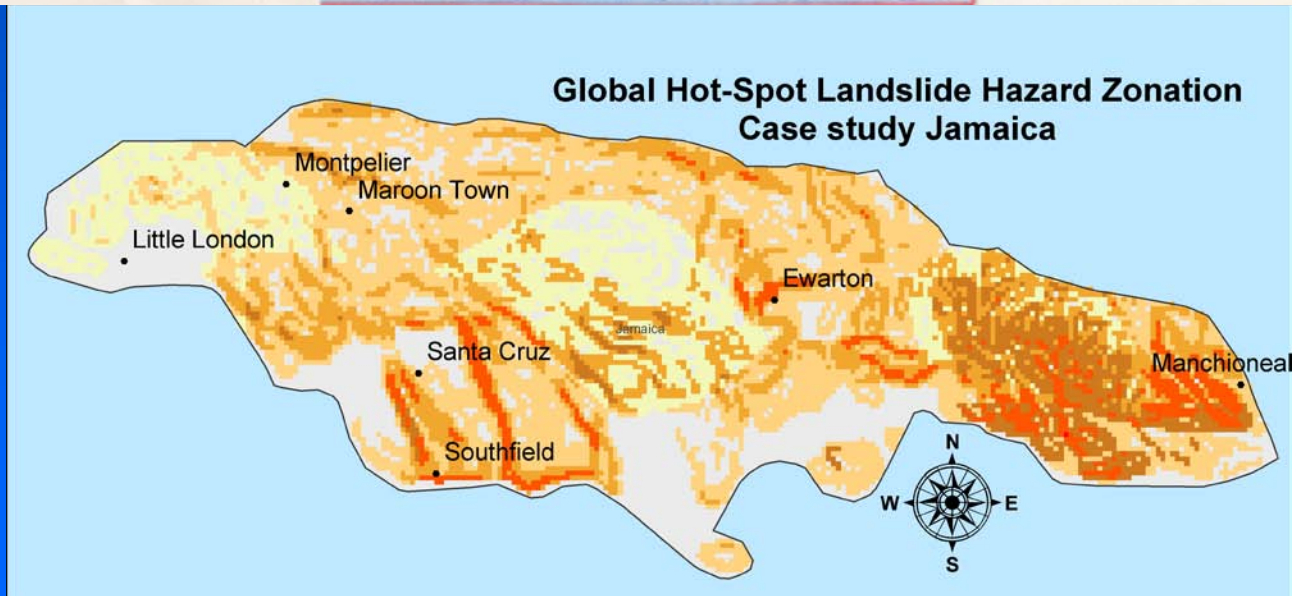 Global Hot-Spot Landslide Hazard Zonation
Case study Jamaica
Montpelier
Maroon Town
Little London
Ewarton
Jamaica
Santa Cruz
Manchioneal
Southfield
N
W
E
S